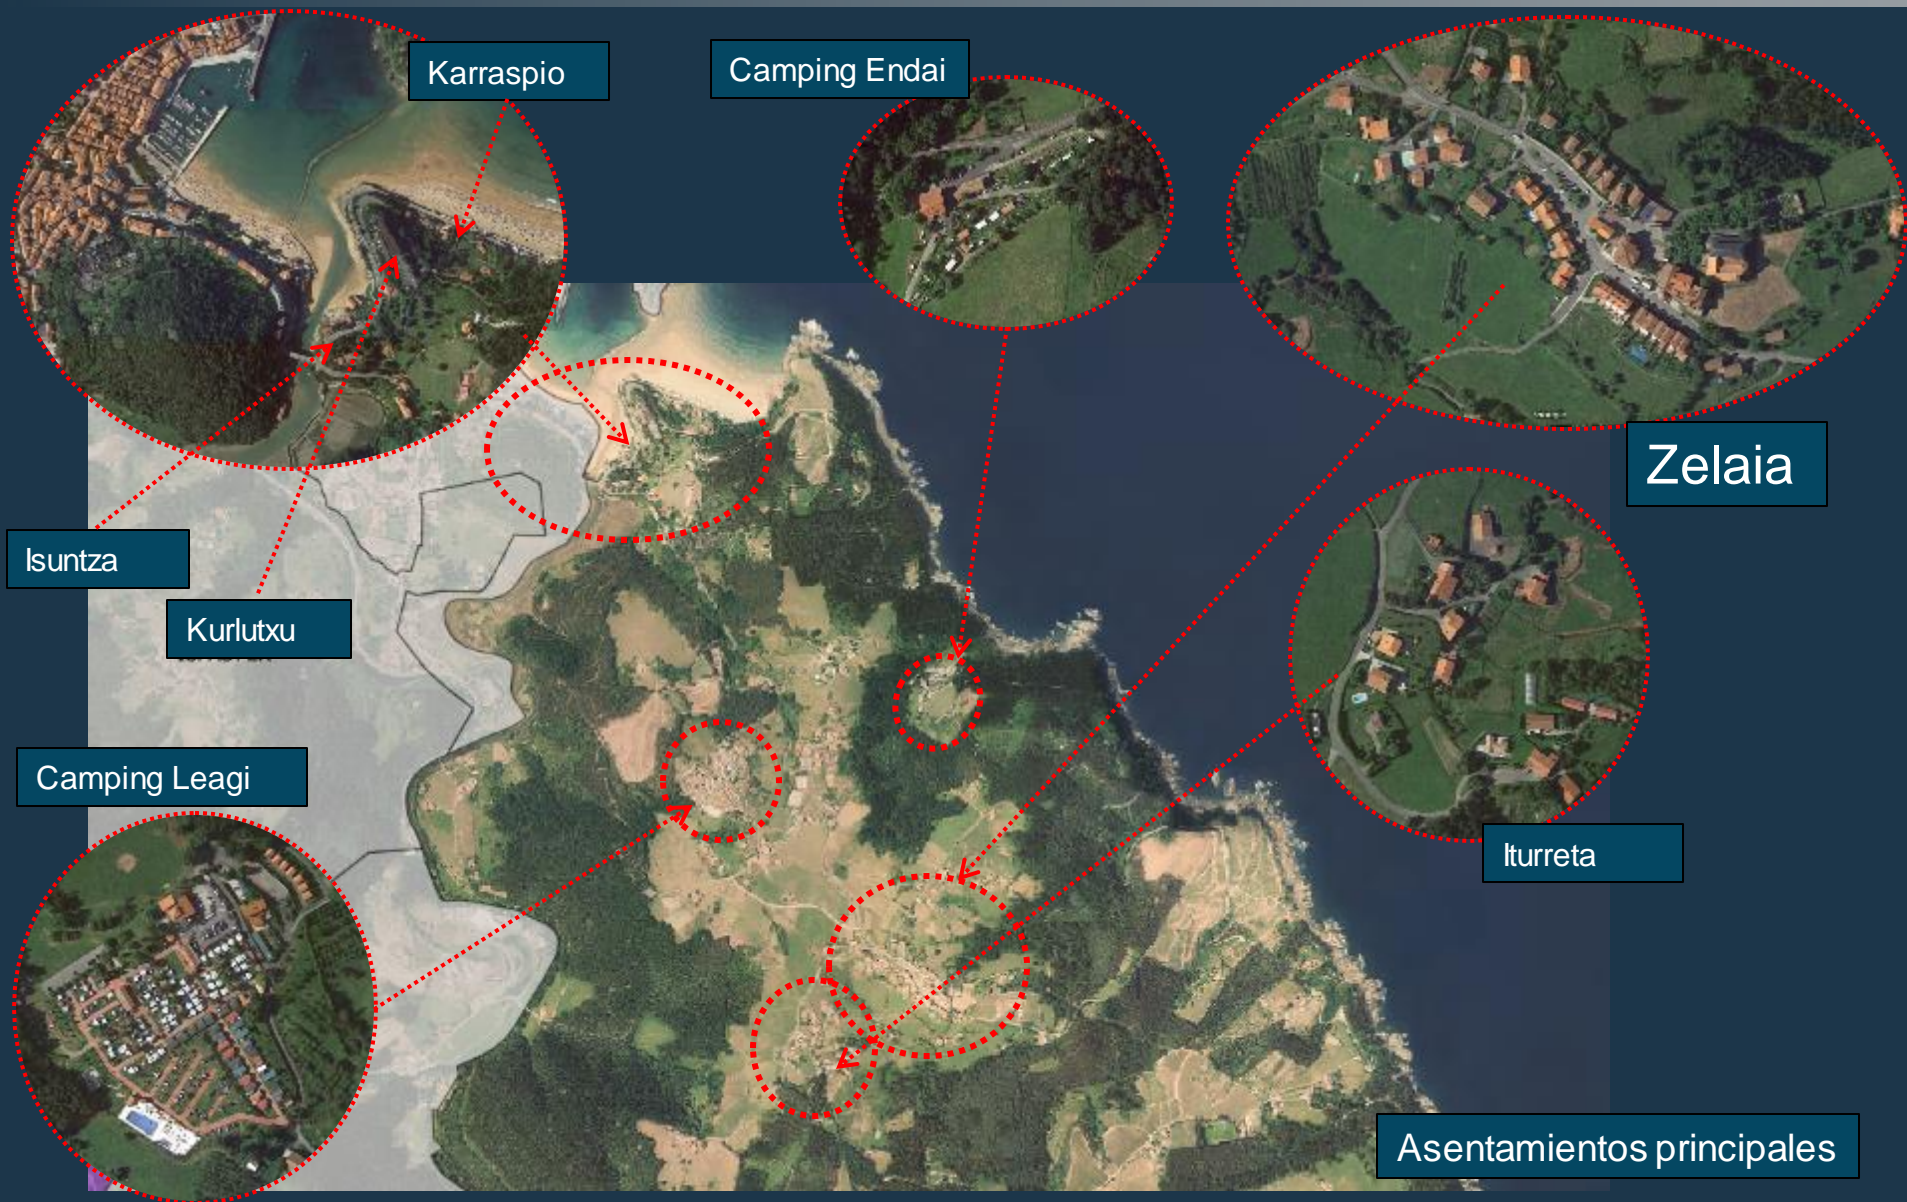 Karraspio
Camping Endai
Zelaia
Isuntza
Kurlutxu
Camping Leagi
Iturreta
Asentamientos principales